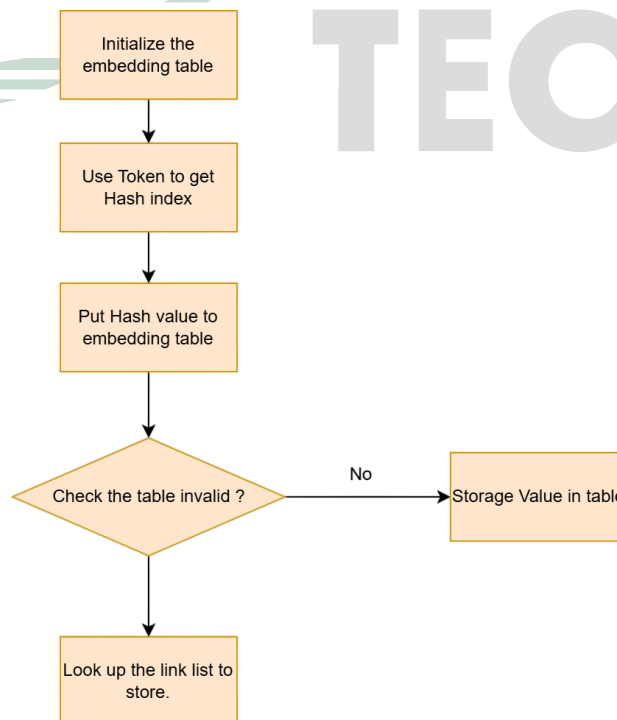 TEC
Initialize the
embedding table
Use Token to get
Hash index
Put Hash value to
embedding table
Check the table invalid ?
No
Storage Value in table
Look up the link list to
store.